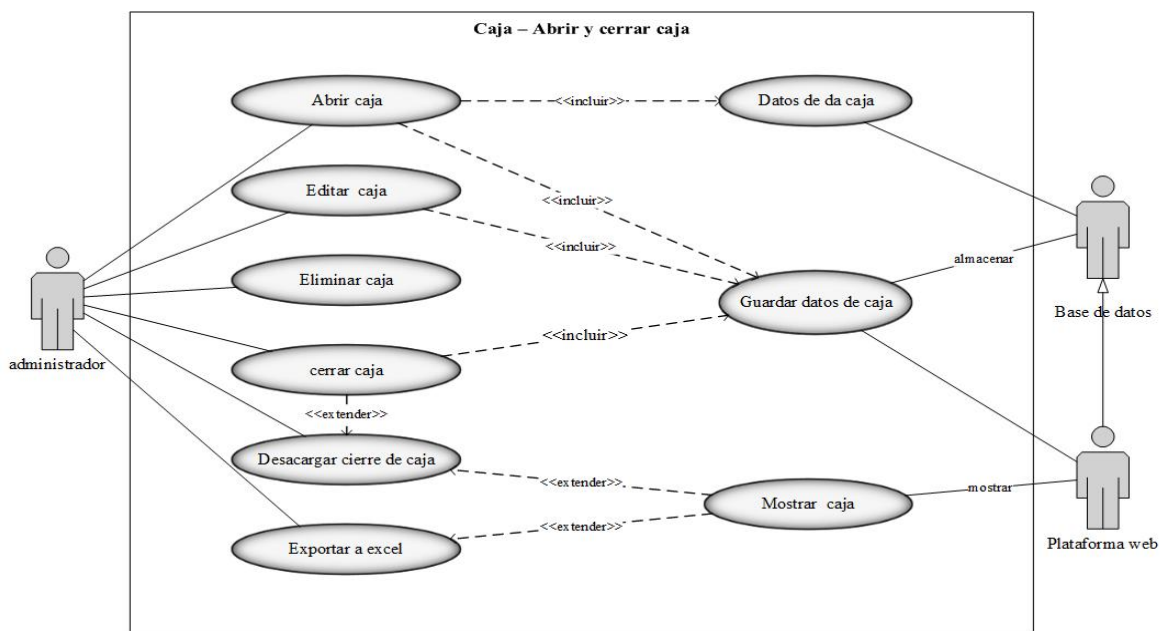 Caja – Abrir y cerrar caja
Abrir caja
<<incluir>>
Datos de da caja
Editar caja
<<incluir>>
<<incluir>>
almacenar
Eliminar caja
Guardar datos de caja
Base de datos
<<incluir>>
administrador
cerrar caja
<<extender>>
Desacargar cierre de caja
<<extender>>
mostrar
Mostrar caja
<<extender>>
Exportar a excel
Plataforma web